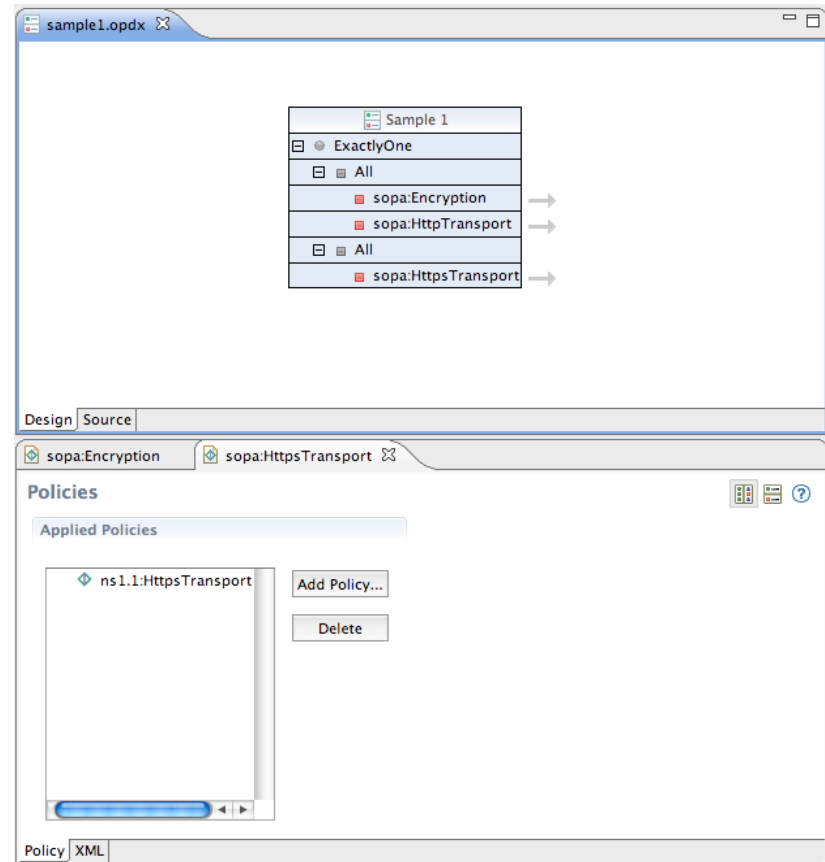 sample1.opdx
Sample 1
ExactlyOne
All
sopa:Encryption
sopa:HttpTransport
All
sopa:HttpsTransport
Design Source
sopa:Encryption sopa:HttpsTransport
Policies
Applied Policies
ns1.1:HttpsTransport
Add Policy...
Delete
Policy XML